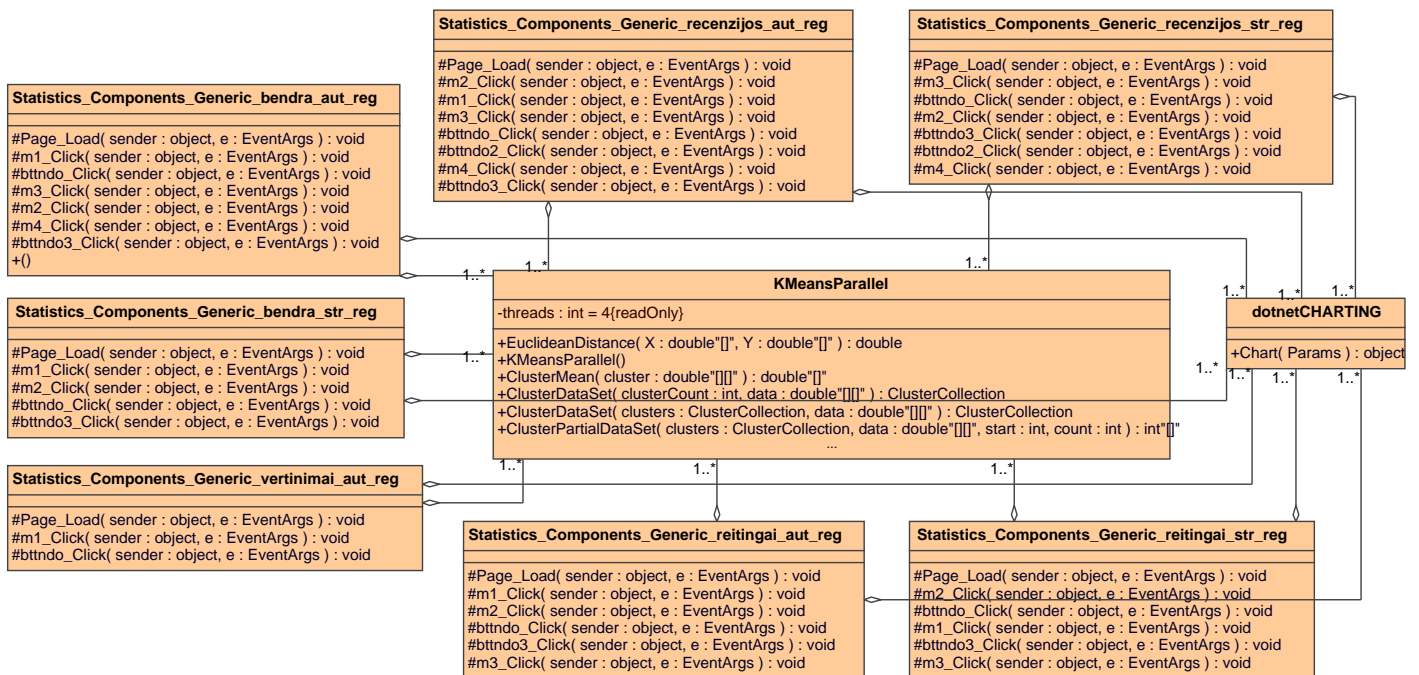 Statistics_Components_Generic_recenzijos_aut_reg
#Page_Load( sender : object, e : EventArgs ) : void
#m2_Click( sender : object, e : EventArgs ) : void
#m1_Click( sender : object, e : EventArgs ) : void
#m3_Click( sender : object, e : EventArgs ) : void
#bttndo_Click( sender : object, e : EventArgs ) : void
#bttndo2_Click( sender : object, e : EventArgs ) : void
#m4_Click( sender : object, e : EventArgs ) : void
#bttndo3_Click( sender : object, e : EventArgs ) : void
Statistics_Components_Generic_recenzijos_str_reg
#Page_Load( sender : object, e : EventArgs ) : void
#m3_Click( sender : object, e : EventArgs ) : void
#bttndo_Click( sender : object, e : EventArgs ) : void
#m2_Click( sender : object, e : EventArgs ) : void
#bttndo3_Click( sender : object, e : EventArgs ) : void
#bttndo2_Click( sender : object, e : EventArgs ) : void
#m4_Click( sender : object, e : EventArgs ) : void
Statistics_Components_Generic_bendra_aut_reg
#Page_Load( sender : object, e : EventArgs ) : void
#m1_Click( sender : object, e : EventArgs ) : void
#bttndo_Click( sender : object, e : EventArgs ) : void
#m3_Click( sender : object, e : EventArgs ) : void
#m2_Click( sender : object, e : EventArgs ) : void
#m4_Click( sender : object, e : EventArgs ) : void
#bttndo3_Click( sender : object, e : EventArgs ) : void
+()
1..*
1..*
1..*
1..*
1..*
1..*
KMeansParallel
-threads : int = 4{readOnly}
+EuclideanDistance( X : double"[]", Y : double"[]" ) : double
+KMeansParallel()
+ClusterMean( cluster : double"[][]" ) : double"[]"
+ClusterDataSet( clusterCount : int, data : double"[][]" ) : ClusterCollection
+ClusterDataSet( clusters : ClusterCollection, data : double"[][]" ) : ClusterCollection
+ClusterPartialDataSet( clusters : ClusterCollection, data : double"[][]", start : int, count : int ) : int"[]"
...
dotnetCHARTING
+Chart( Params ) : object
Statistics_Components_Generic_bendra_str_reg
#Page_Load( sender : object, e : EventArgs ) : void
#m1_Click( sender : object, e : EventArgs ) : void
#m2_Click( sender : object, e : EventArgs ) : void
#bttndo_Click( sender : object, e : EventArgs ) : void
#bttndo3_Click( sender : object, e : EventArgs ) : void
1..*
1..*
1..*
1..*
1..*
1..*
1..*
1..*
Statistics_Components_Generic_vertinimai_aut_reg
#Page_Load( sender : object, e : EventArgs ) : void
#m1_Click( sender : object, e : EventArgs ) : void
#bttndo_Click( sender : object, e : EventArgs ) : void
Statistics_Components_Generic_reitingai_aut_reg
#Page_Load( sender : object, e : EventArgs ) : void
#m1_Click( sender : object, e : EventArgs ) : void
#m2_Click( sender : object, e : EventArgs ) : void
#bttndo_Click( sender : object, e : EventArgs ) : void
#bttndo3_Click( sender : object, e : EventArgs ) : void
#m3_Click( sender : object, e : EventArgs ) : void
Statistics_Components_Generic_reitingai_str_reg
#Page_Load( sender : object, e : EventArgs ) : void
#m2_Click( sender : object, e : EventArgs ) : void
#bttndo_Click( sender : object, e : EventArgs ) : void
#m1_Click( sender : object, e : EventArgs ) : void
#bttndo3_Click( sender : object, e : EventArgs ) : void
#m3_Click( sender : object, e : EventArgs ) : void